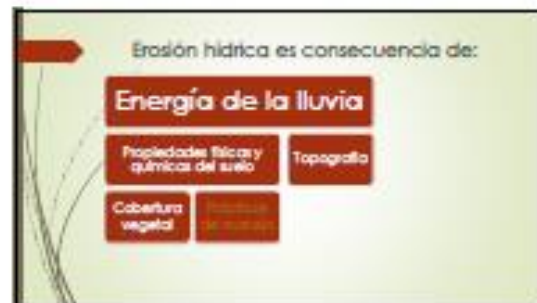 Erosión hídrica es consecuencia de:
Energía de la lluvia
Propiedades físicas y
químicas del suelo
Topografía
Cobertura
vegetal